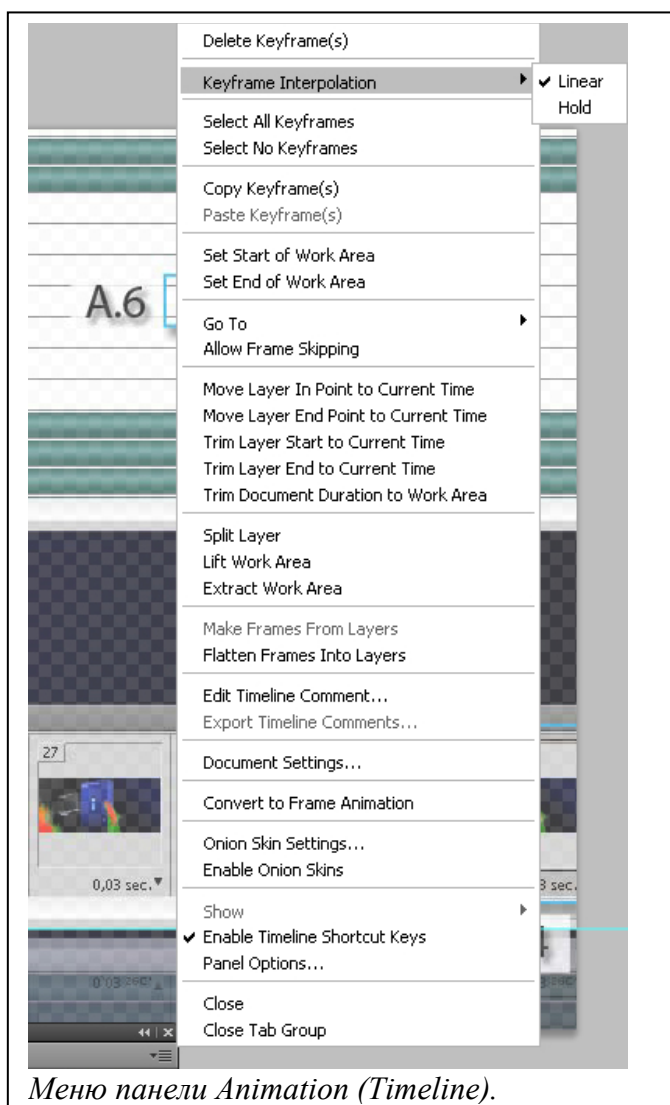 Delete Keyframe(s)
Keyframe Interpolation
Linear
Hold
Select All Keyframes
Select No Keyframes
Copy Keyframe(s)
Paste Keyframe(s)
Set Start of Work Area
Set End of Work Area
A.6
Go To
Allow Frame Skipping
Move Layer In Point to Current Time
Move Layer End Point to Current Time
Trim Layer Start to Current Time
Trim Layer End to Current Time
Trim Document Duration to Work Area
Split Layer
Lift Work Area
Extract Work Area
Make Frames From Layers
Flatten Frames Into Layers
Edit Timeline Comment...
Export Timeline Comments...
27
Document Settings...
Convert to Frame Animation
Onion Skin Settings...
Enable Onion Skins
0,03 sec.
3 sec.
Show
Enable Timeline Shortcut Keys
Panel Options...
Close
Close Tab Group
Меню панели Animation (Timeline).